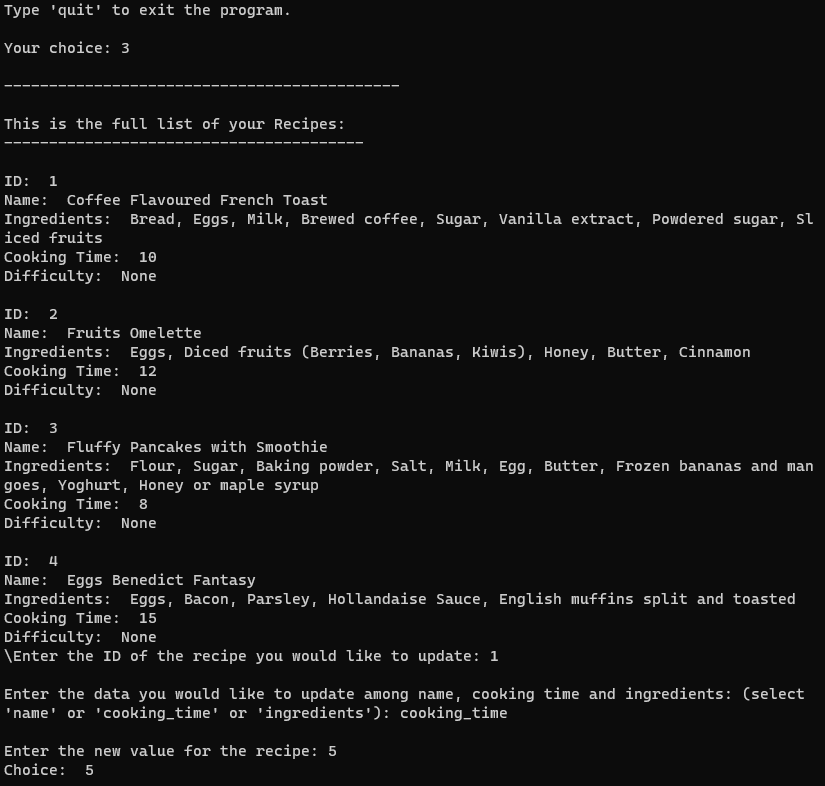 Type 'quit' to exit the program.
Your choice: 3
--------------------------------------------
This is the full list of your Recipes:
----------------------------------------
ID:  1
Name:  Coffee Flavoured French Toast
Ingredients:  Bread, Eggs, Milk, Brewed coffee, Sugar, Vanilla extract, Powdered sugar, Sl
iced fruits
Cooking Time:  10
Difficulty:  None
ID:  2
Name:  Fruits Omelette
Ingredients:  Eggs, Diced fruits (Berries, Bananas, Kiwis), Honey, Butter, Cinnamon
Cooking Time:  12
Difficulty:  None
ID:  3
Name:  Fluffy Pancakes with Smoothie
Ingredients:  Flour, Sugar, Baking powder, Salt, Milk, Egg, Butter, Frozen bananas and man
goes, Yoghurt, Honey or maple syrup
Cooking Time:  8
Difficulty:  None
ID:  4
Name:  Eggs Benedict Fantasy
Ingredients:  Eggs, Bacon, Parsley, Hollandaise Sauce, English muffins split and toasted
Cooking Time:  15
Difficulty:  None
\Enter the ID of the recipe you would like to update: 1
Enter the data you would like to update among name, cooking time and ingredients: (select
'name' or 'cooking_time' or 'ingredients'): cooking_time
Enter the new value for the recipe: 5
Choice:  5